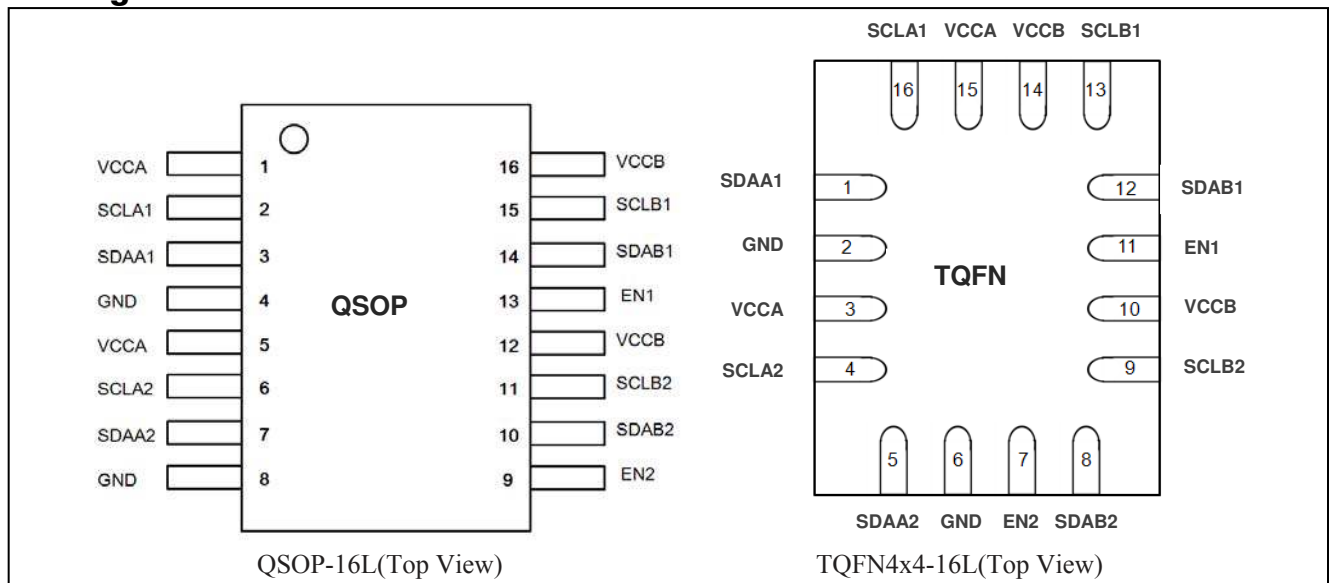 VCCA 1 16 VCCB
SCLA1 2 15 SCLB1
SDAA1 3 14 SDAB1
GND 4 13 EN1
QSOP
VCCA 5 12 VCCB
SCLA2 6 11 SCLB2
SDAA2 7 10 SDAB2
GND 8 9 EN2
QSOP-16L(Top View)
SCLA1 VCCA VCCB SCLB1
16 15 14 13
SDAA1 1 12 SDAB1
GND 2 11 EN1
TQFN
VCCA 3 10 VCCB
SCLA2 4 9 SCLB2
5 6 7 8
SDAA2 GND EN2 SDAB2
TQFN4x4-16L(Top View)